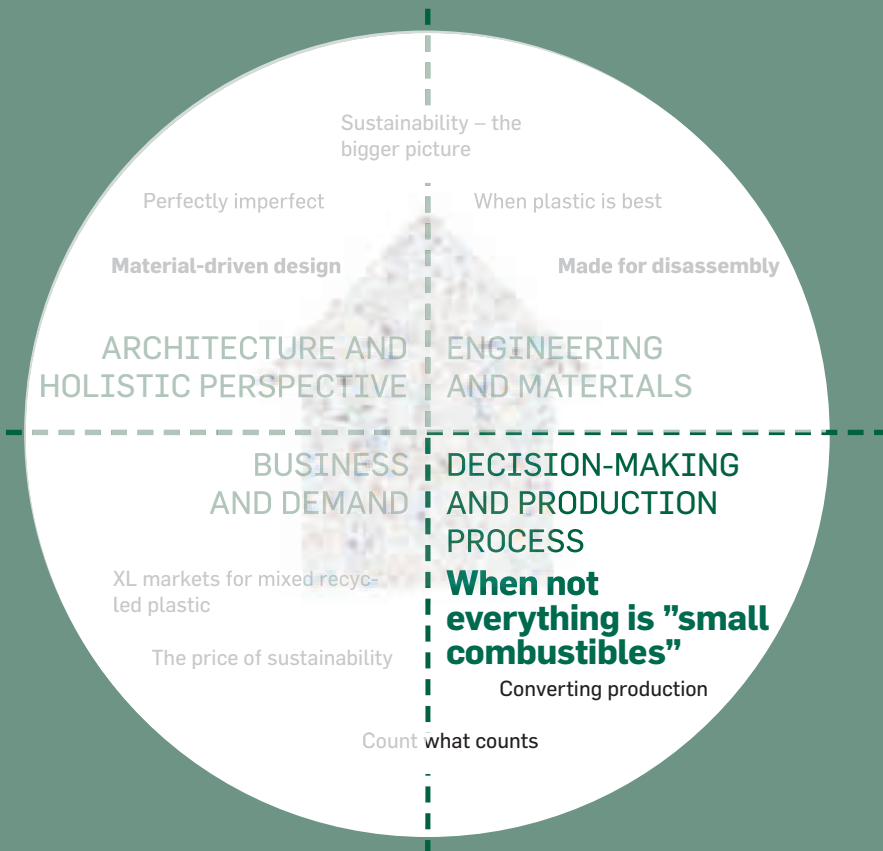 Sustainability – the
bigger picture
Perfectly imperfect
When plastic is best
Material-driven design
Made for disassembly
ARCHITECTURE AND
HOLISTIC PERSPECTIVE
ENGINEERING
AND MATERIALS
BUSINESS
AND DEMAND
DECISION-MAKING
AND PRODUCTION
PROCESS
XL markets for mixed recyc-
led plastic
The price of sustainability
When not
everything is ”small
combustibles”
Converting production
Count what counts